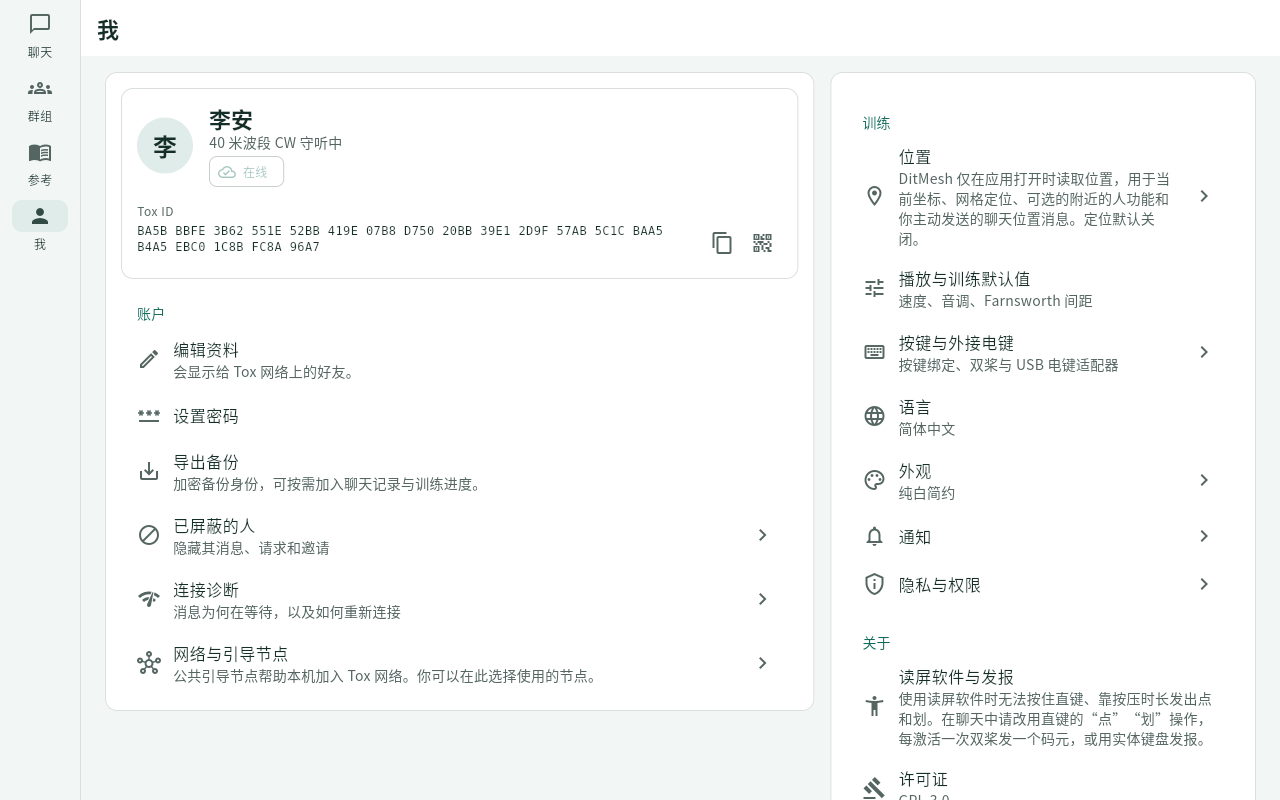 我
聊天
群组
参考
我
李
李安
40 米波段 CW 守听中
在线
Tox ID
BA5B BBFE 3B62 551E 52BB 419E 07B8 D750 20BB 39E1 2D9F 57AB 5C1C BAA5
B4A5 EBC0 1C8B FC8A 96A7
账户
编辑资料
会显示给 Tox 网络上的好友。
设置密码
导出备份
加密备份身份，可按需加入聊天记录与训练进度。
已屏蔽的人
隐藏其消息、请求和邀请
连接诊断
消息为何在等待，以及如何重新连接
网络与引导节点
公共引导节点帮助本机加入 Tox 网络。你可以在此选择使用的节点。
训练
位置
DitMesh 仅在应用打开时读取位置，用于当
前坐标、网格定位、可选的附近的人功能和
你主动发送的聊天位置消息。定位默认关
闭。
播放与训练默认值
速度、音调、Farnsworth 间距
按键与外接电键
按键绑定、双桨与 USB 电键适配器
语言
简体中文
外观
纯白简约
通知
隐私与权限
关于
读屏软件与发报
使用读屏软件时无法按住直键、靠按压时长发出点
和划。在聊天中请改用直键的“点”“划”操作，
每激活一次双桨发一个码元，或用实体键盘发报。
许可证
GPL-3.0